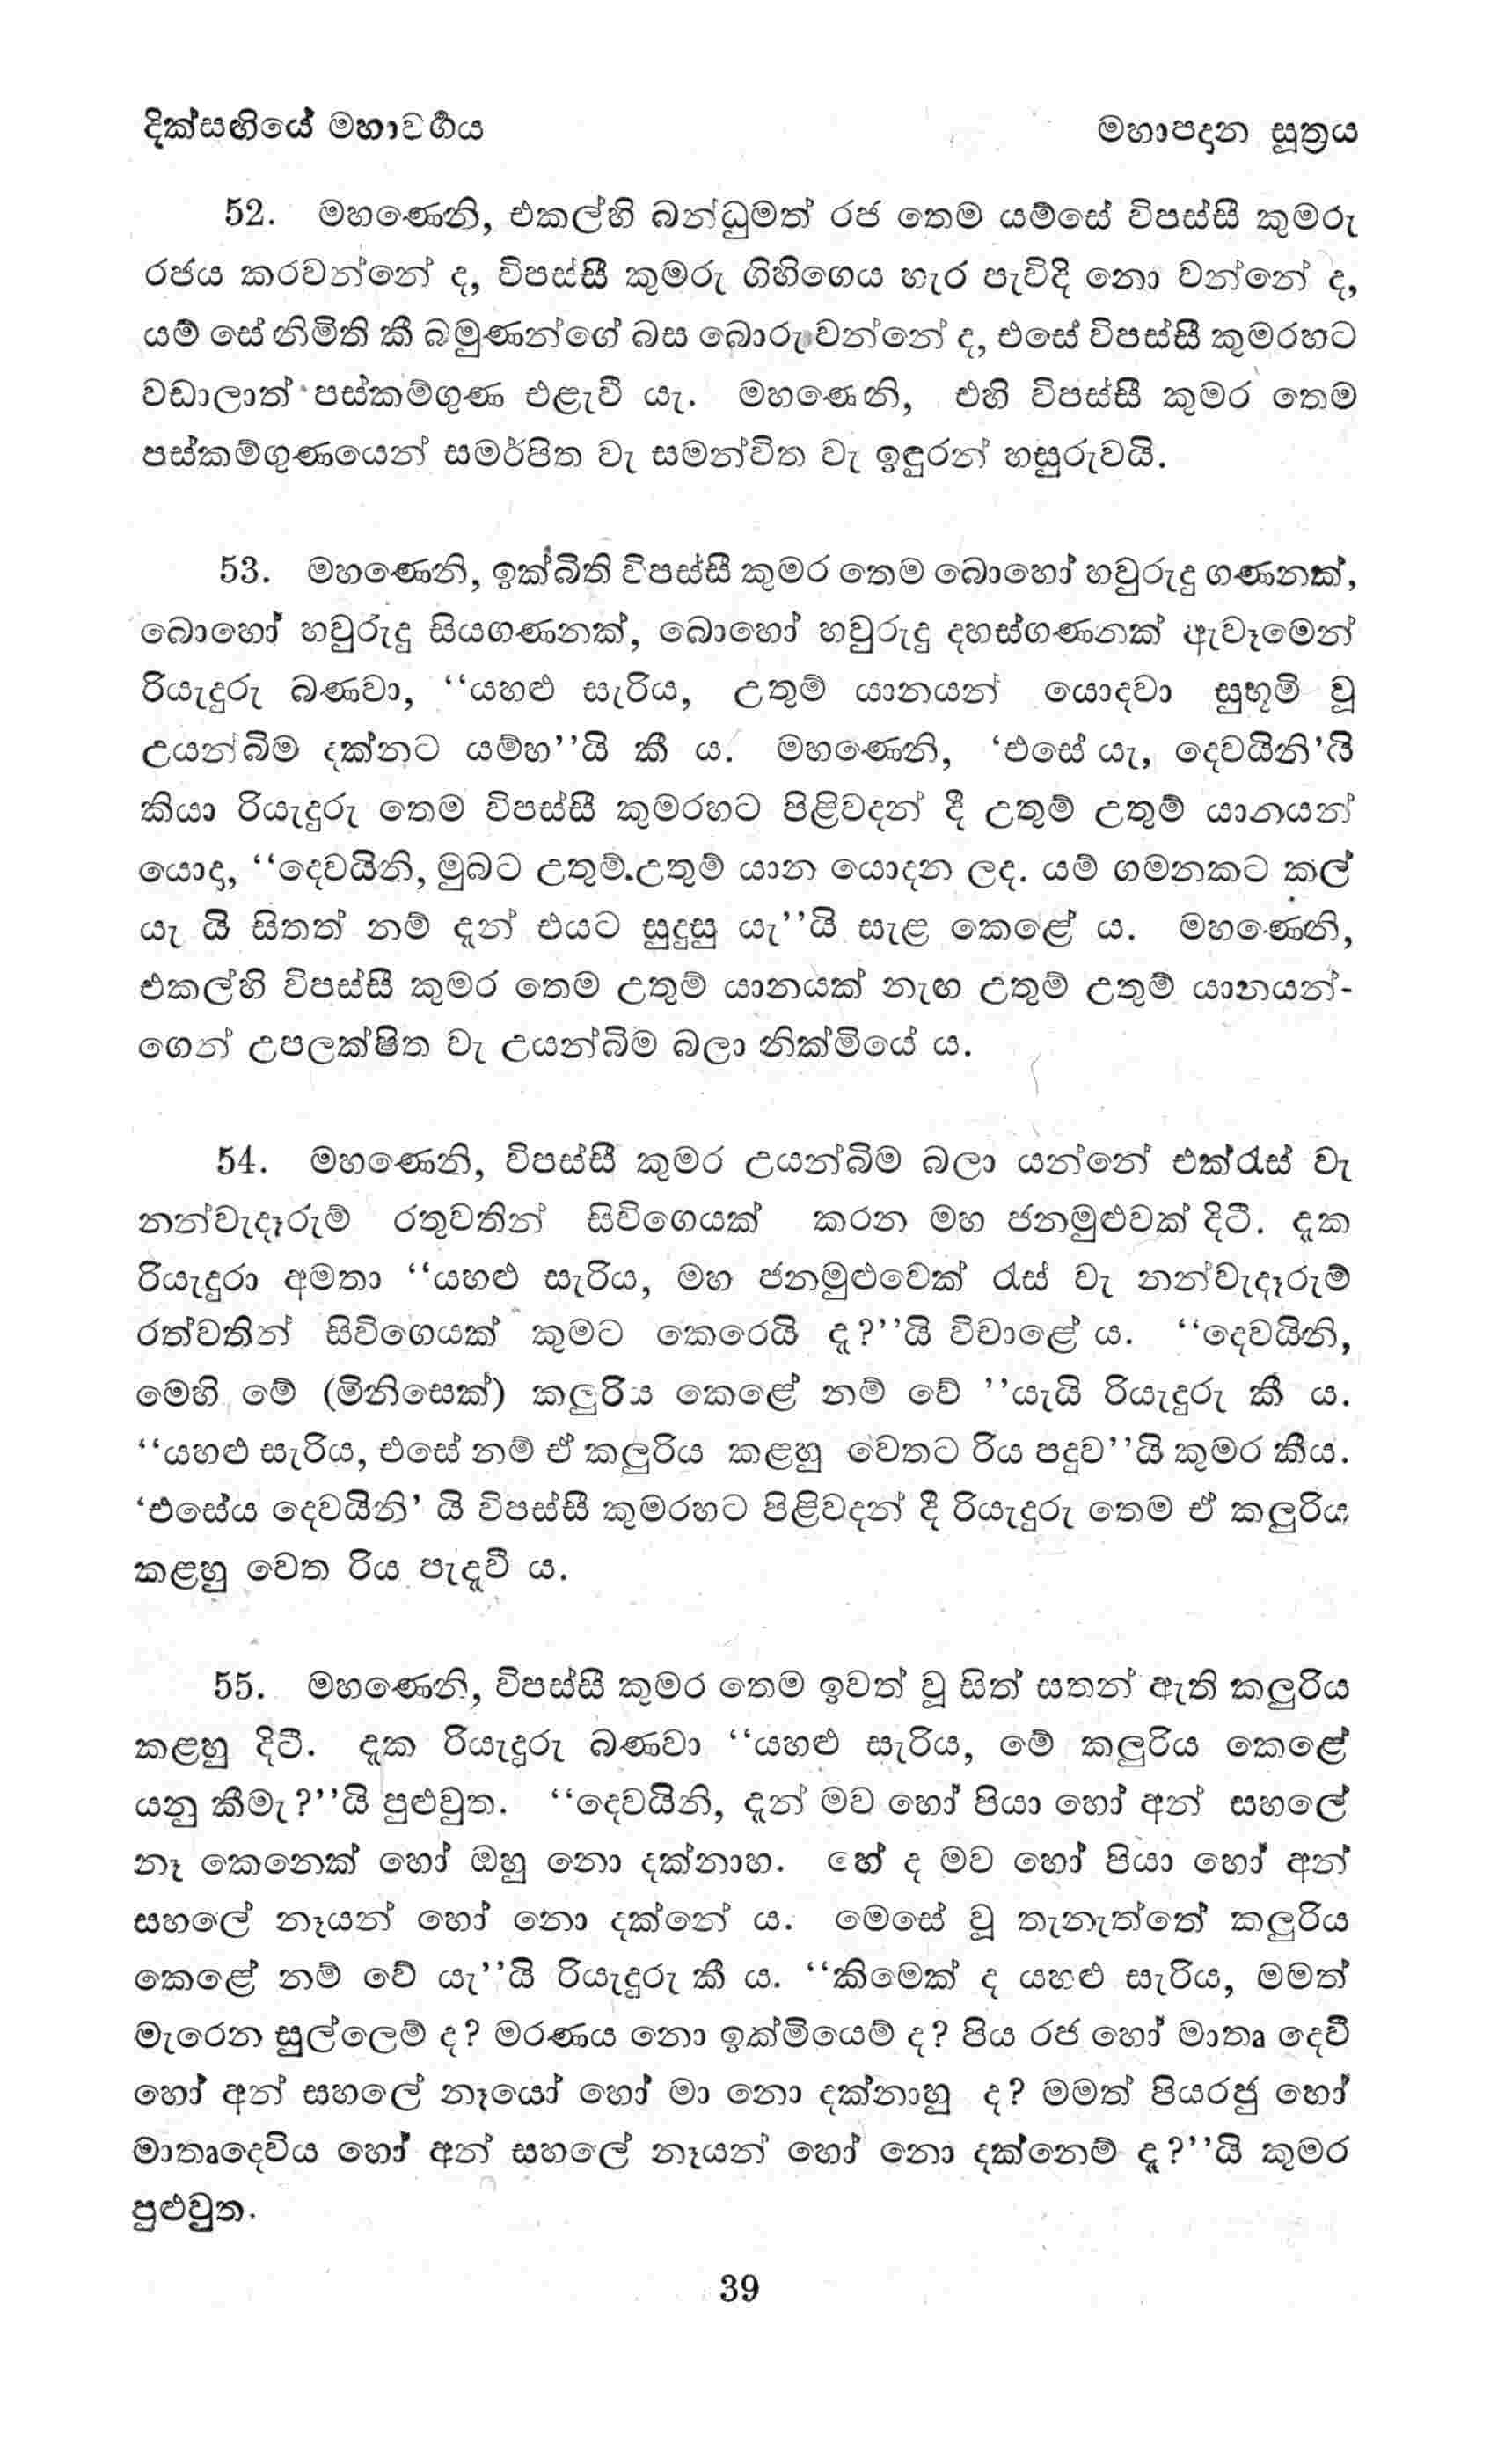 දික්සඟියේ මහාවර්‍ගය
මහාපදාන සූත්‍රය
52. මහණෙනි, එකල්හි බන්ධුමත් රජ තෙම යම්සේ විපස්සී කුමරු
රජය කරවන්නේ ද, විපස්සී කුමරු ගිහිගෙය හැර පැවිදි නො වන්නේ ද,
යම් සේ නිමිති කී බමුණන්ගේ බස බොරු වන්නේ ද, එසේ විපස්සී කුමරහට
වඩාලාත් පස්කම්ගුණ එළැවී යැ. මහණෙනි, එහි විපස්සී කුමර තෙම
පස්කම්ගුණයෙන් සමර්පිත වැ සමන්විත වැ ඉඳුරන් හසුරුවයි.
53. මහණෙනි, ඉක්බිති විපස්සී කුමර තෙම බොහෝ හවුරුදු ගණනක්,
බොහෝ හවුරුදු සියගණනක්, බොහෝ හවුරුදු දහස්ගණනක් ඇවෑමෙන්
රියැදුරු බණවා, “යහළු සැරිය, උතුම් යානයන් යොදවා සුභූමි වූ
උයන්බිම දක්නට යම්හ”යි කී ය. මහණෙනි, ‘එසේ යැ, දෙවයිනි’යි
කියා රියැදුරු තෙම විපස්සී කුමරහට පිළිවදන් දී උතුම් උතුම් යානයන්
යොදා, “දෙවයිනි, මුබට උතුම් උතුම් යාන යොදන ලද. යම් ගමනකට කල්
යැ යි සිතත් නම් දැන් එයට සුදුසු යැ”යි සැළ කෙළේ ය. මහණෙනි,
එකල්හි විපස්සී කුමර තෙම උතුම් යානයක් නැඟ උතුම් උතුම් යානයන්-
ගෙන් උපලක්ෂිත වැ උයන්බිම බලා නික්මියේ ය.
54. මහණෙනි, විපස්සී කුමර උයන්බිම බලා යන්නේ එක්රැස් වැ
නන්වැදෑරුම් රතුවතින් සිවිගෙයක් කරන මහ ජනමුළුවක් දිටී. දැක
රියැදුරා අමතා “යහළු සැරිය, මහ ජනමුළුවෙක් රැස් වැ නන්වැදෑරුම්
රත්වතින් සිවිගෙයක් කුමට කෙරෙයි දැ?”යි විචාළේ ය. “දෙවයිනි,
මෙහි මේ (මිනිසෙක්) කලුරිය කෙළේ නම් වේ ”යැයි රියැදුරු කී ය.
“යහළු සැරිය, එසේ නම් ඒ කලුරිය කළහු වෙතට රිය පදුව”යි කුමර කීය.
‘එසේය දෙවයිනි’ යි විපස්සී කුමරහට පිළිවදන් දී රියැදුරු තෙම ඒ කලුරිය
කළහු වෙත රිය පැදැවී ය.
55. මහණෙනි, විපස්සී කුමර තෙම ඉවත් වූ සිත් සතන් ඇති කලුරිය
කළහු දිටී. දැක රියැදුරු බණවා “යහළු සැරිය, මේ කලුරිය කෙළේ
යනු කීමැ?”යි පුළුවුත. “දෙවයිනි, දැන් මව හෝ පියා හෝ අන් සහලේ
නෑ කෙනෙක් හෝ ඔහු නො දක්නාහ. හේ ද මව හෝ පියා හෝ අන්
සහලේ නෑයන් හෝ නො දක්නේ ය. මෙසේ වූ තැනැත්තේ කලුරිය
කෙළේ නම් වේ යැ”යි රියැදුරු කී ය. “කිමෙක් ද යහළු සැරිය, මමත්
මැරෙන සුල්ලෙම් ද? මරණය නො ඉක්මියෙම් ද? පිය රජ හෝ මාතෘ දෙවී
හෝ අන් සහලේ නෑයෝ හෝ මා නො දක්නාහු ද? මමත් පියරජු හෝ
මාතෘදෙවිය හෝ අන් සහලේ නෑයන් හෝ නො දක්නෙම් දැ?”යි කුමර
පුළුවුත.
39